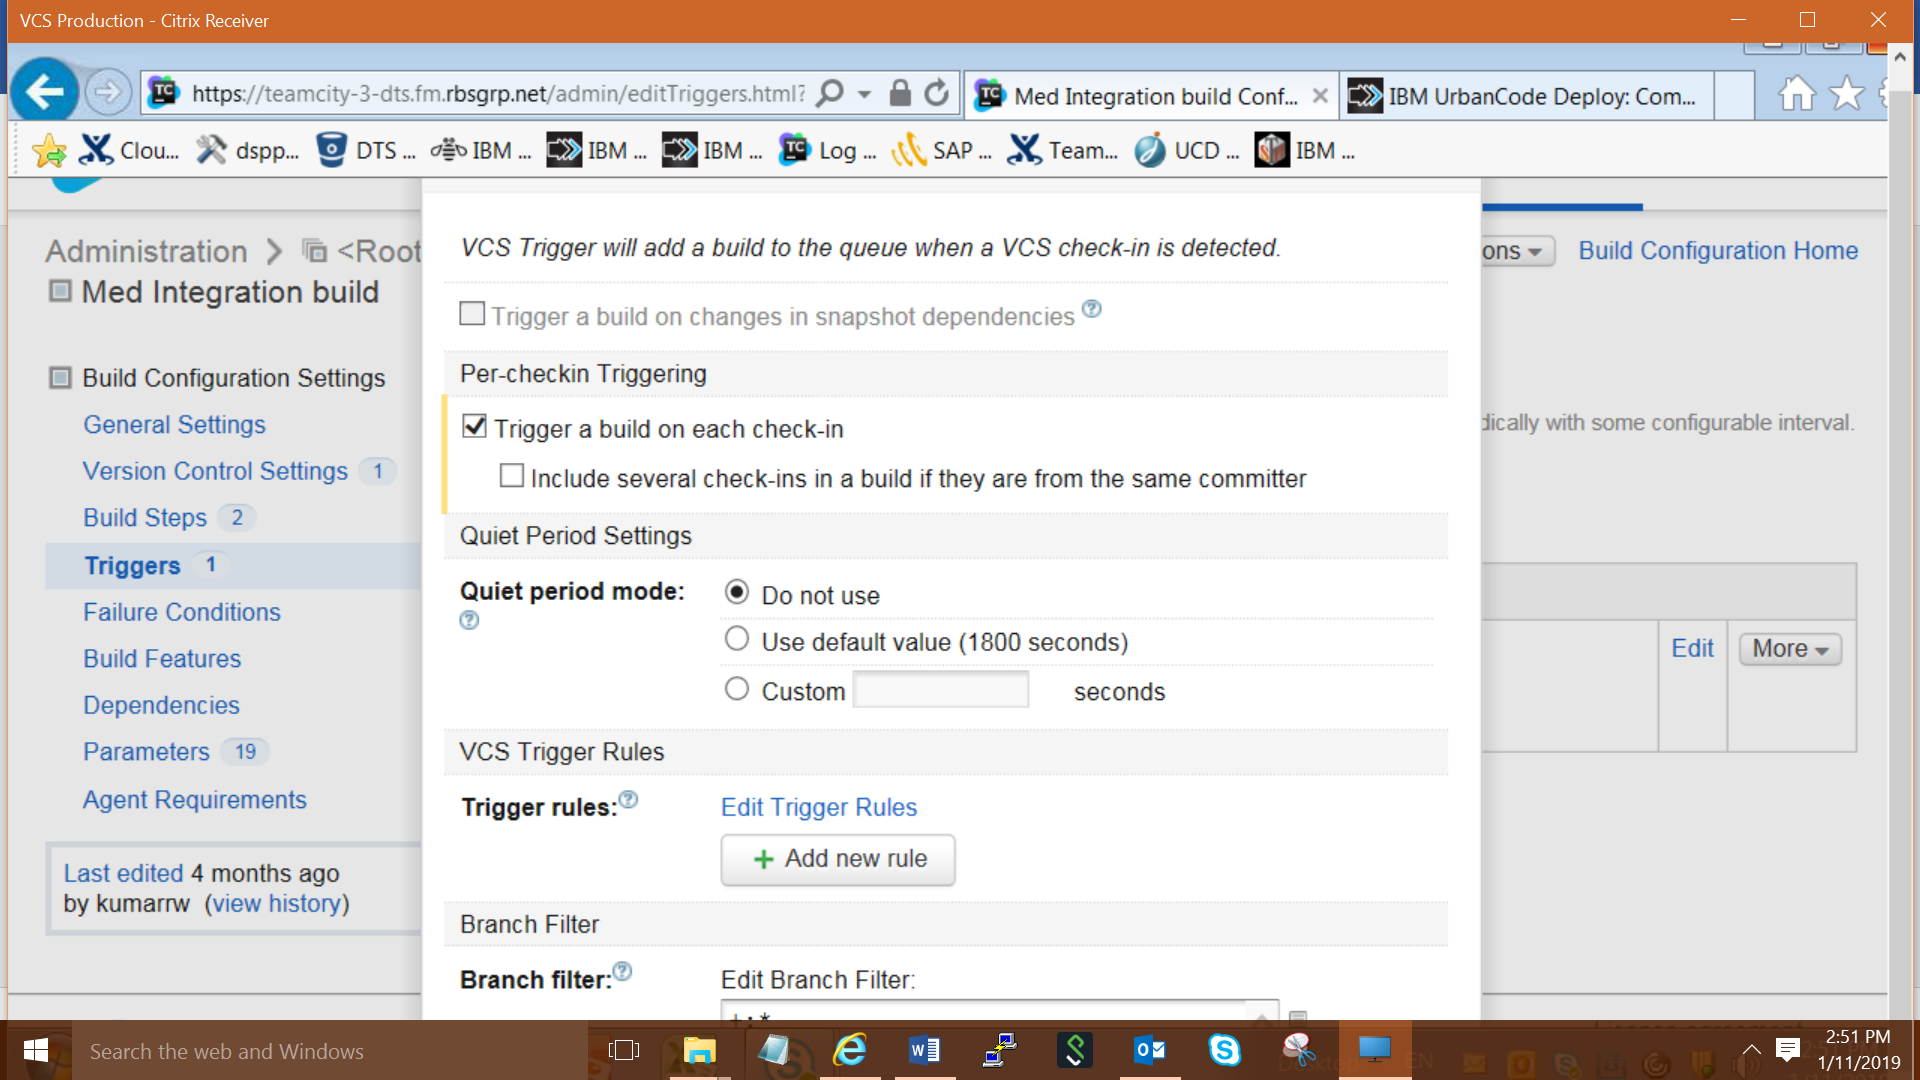 VCS Production - Citrix Receiver
https://teamcity-3-dts.fm.rbsgrp.net/admin/editTriggers.html?
Med Integration build Conf...
IBM UrbanCode Deploy: Com...
Clou...
dspp...
DTS ...
IBM ...
IBM ...
IBM ...
Log ...
SAP ...
Team...
UCD ...
IBM ...
Administration
<Root
Med Integration build
ons
Build Configuration Home
Build Configuration Settings
General Settings
Version Control Settings 1
Build Steps 2
Triggers 1
Failure Conditions
Build Features
Dependencies
Parameters 19
Agent Requirements
Last edited 4 months ago
by kumarrw (view history)
VCS Trigger will add a build to the queue when a VCS check-in is detected.
Trigger a build on changes in snapshot dependencies
Per-checkin Triggering
Trigger a build on each check-in
Include several check-ins in a build if they are from the same committer
Quiet Period Settings
Quiet period mode:
Do not use
Use default value (1800 seconds)
Custom seconds
VCS Trigger Rules
Trigger rules: Edit Trigger Rules
+ Add new rule
Branch Filter
Branch filter: Edit Branch Filter:
+:*
dically with some configurable interval.
Edit
More
Search the web and Windows
2:51 PM
1/11/2019